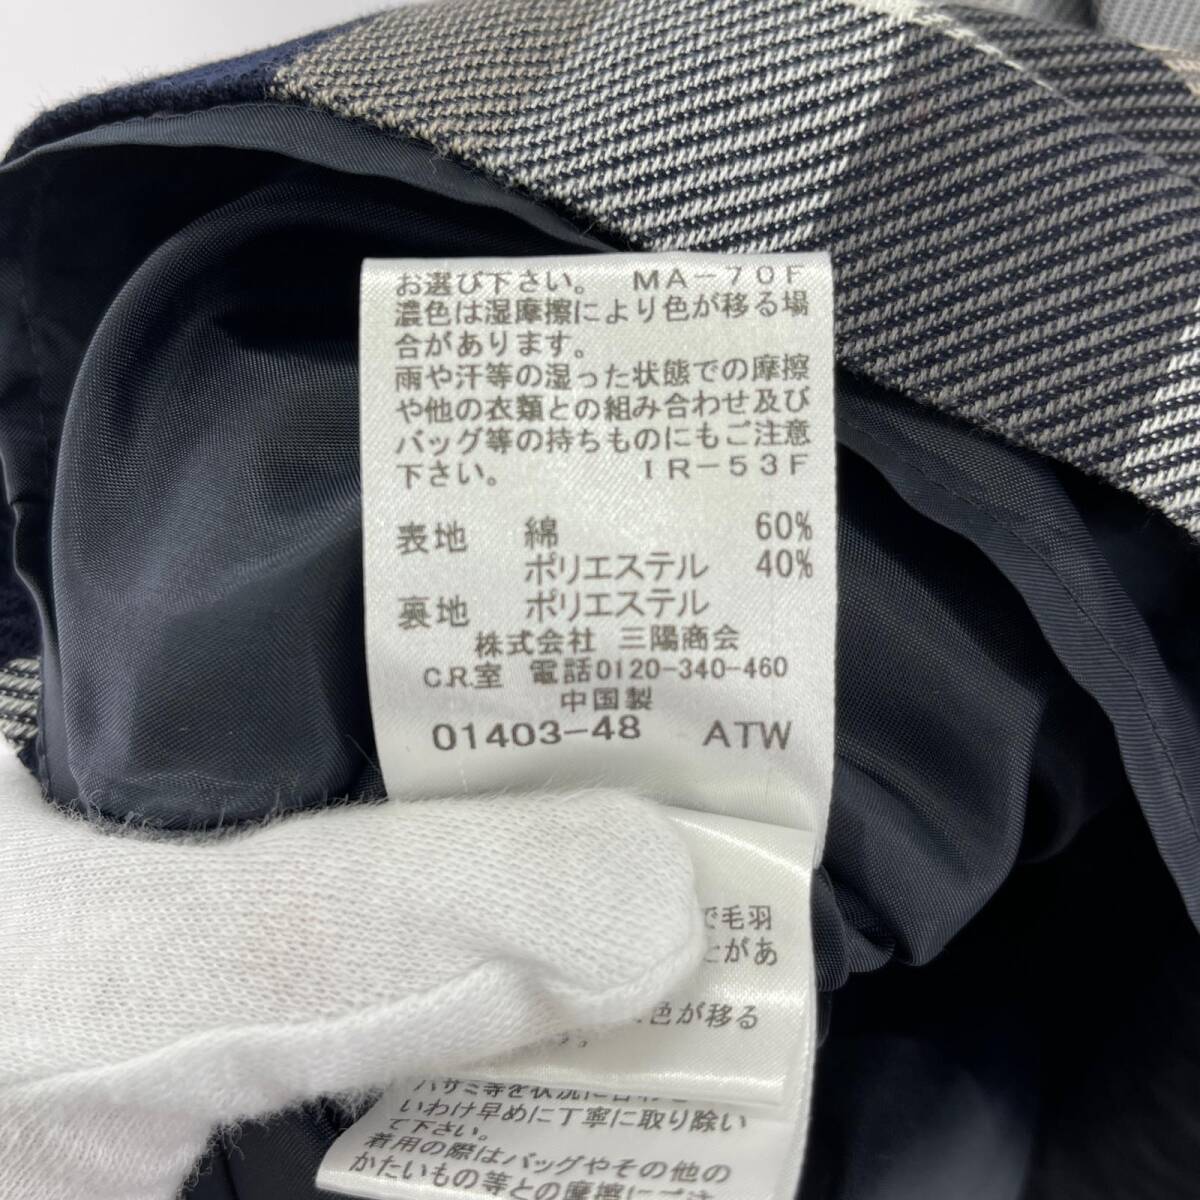 お選び下さい。 MA-70F
濃色は湿摩擦により色が移る場
合があります。
雨や汗等の湿った状態での摩擦
や他の衣類との組み合わせ及び
バッグ等の持ちものにもご注意
下さい。 IR-53F
表地 綿 60%
ポリエステル 40%
裏地 ポリエステル
株式会社 三陽商会
C.R.室 電話0120-340-460
中国製
01403-48 ATW
で毛羽
とがあ
色が移る
ハサミ等を状況に合わせ
いわけ早めに丁寧に取り除い
て下さい。
着用の際はバッグやその他の
かたいもの等との摩擦にご注